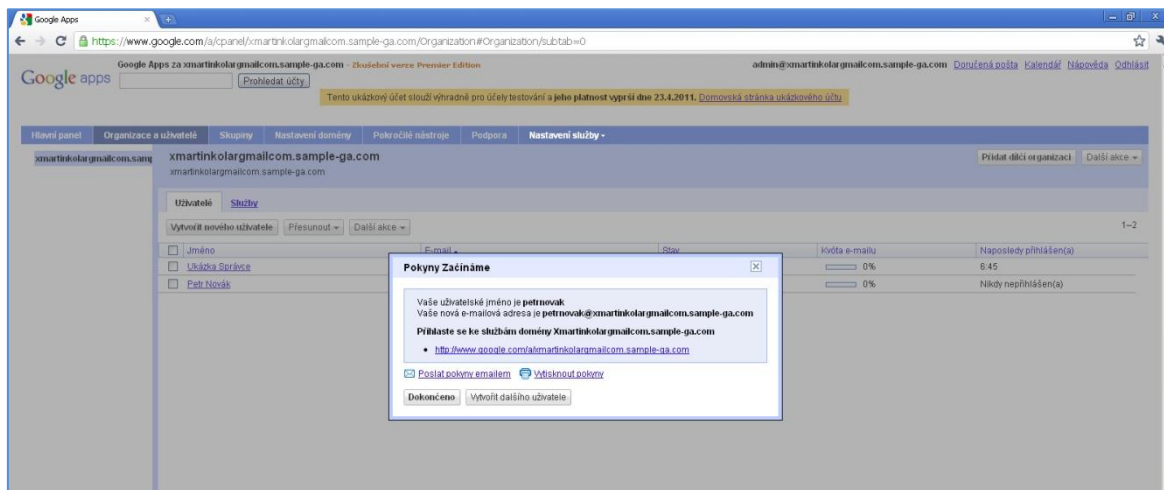 Google Apps
https://www.google.com/a/cpanel/xmartinkolargmailcom.sample-ga.com/Organization#Organization/subtab=0
Google Apps za xmartinkolargmailcom.sample-ga.com - Zkušební verze Premier Edition
admin@xmartinkolargmailcom.sample-ga.com Doručená pošta Kalendář Nápověda Odhlásit
Google apps
Prohledat účty
Tento ukázkový účet slouží výhradně pro účely testování a jeho platnost vyprší dne 23.4.2011. Domovská stránka ukázkového účtu
Hlavní panel Organizace a uživatelé Skupiny Nastavení domény Pokročilé nástroje Podpora Nastavení služby
xmartinkolargmailcom.samp
xmartinkolargmailcom.sample-ga.com
Přidat dílčí organizaci Další akce
xmartinkolargmailcom.sample-ga.com
Uživatelé Služby
Vytvořit nového uživatele Přesunout Další akce
1–2
Jméno E-mail Stav Kvóta e-mailu Naposledy přihlášen(a)
Ukázka Správce 0% 6:45
Petr Novák 0% Nikdy nepřihlášen(a)
Pokyny Začínáme
Vaše uživatelské jméno je petrnovak
Vaše nová e-mailová adresa je petrnovak@xmartinkolargmailcom.sample-ga.com
Přihlaste se ke službám domény Xmartinkolargmailcom.sample-ga.com
• http://www.google.com/a/xmartinkolargmailcom.sample-ga.com
Poslat pokyny emailem Vytisknout pokyny
Dokončeno Vytvořit dalšího uživatele